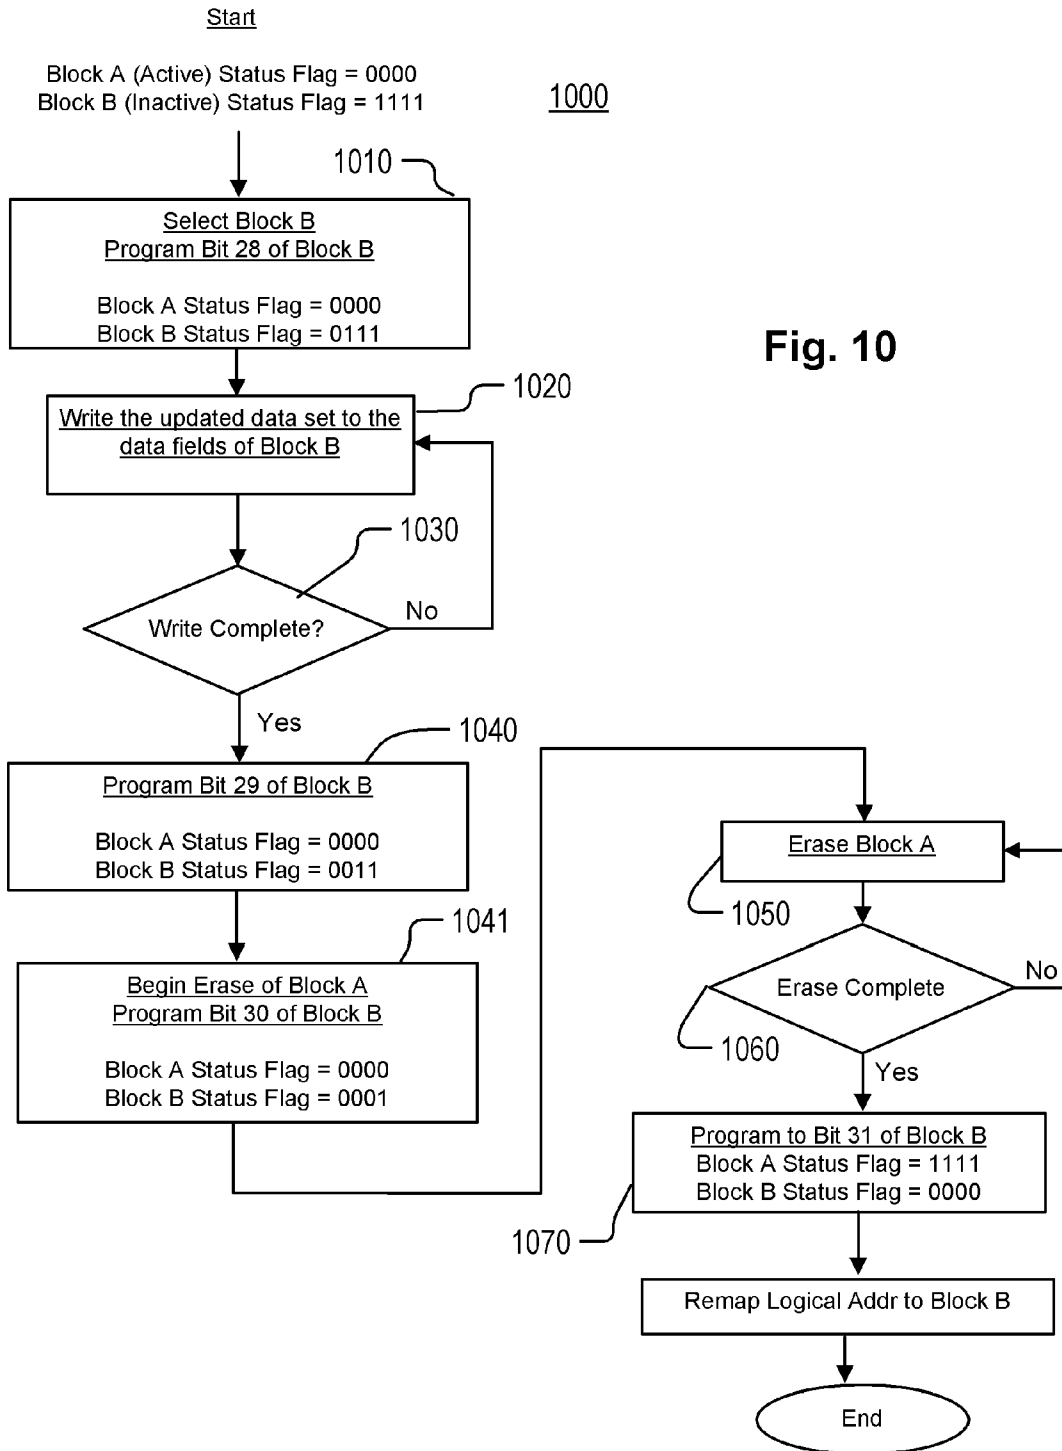 Start
Block A (Active) Status Flag = 0000
Block B (Inactive) Status Flag = 1111
1000
1010
Select Block B
Program Bit 28 of Block B
Block A Status Flag = 0000
Block B Status Flag = 0111
Fig. 10
1020
Write the updated data set to the
data fields of Block B
1030
Write Complete?
No
Yes
1040
Program Bit 29 of Block B
Block A Status Flag = 0000
Block B Status Flag = 0011
1041
Begin Erase of Block A
Program Bit 30 of Block B
Block A Status Flag = 0000
Block B Status Flag = 0001
Erase Block A
1050
Erase Complete
No
1060
Yes
Program to Bit 31 of Block B
Block A Status Flag = 1111
Block B Status Flag = 0000
1070
Remap Logical Addr to Block B
End